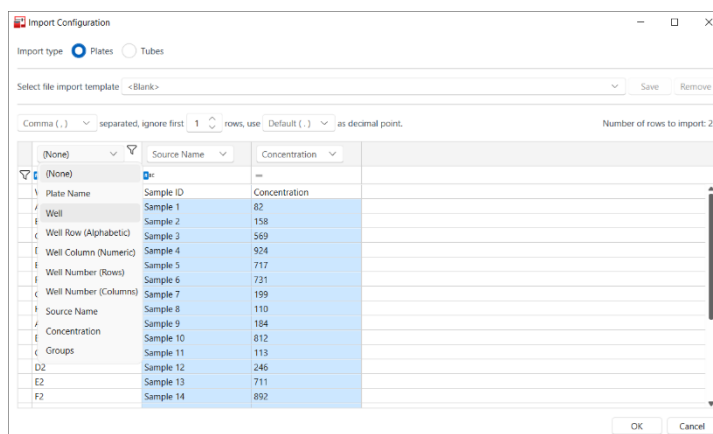 Import Configuration
Import type Plates Tubes
Select file import template <Blank> Save Remove
Comma ( , ) separated, ignore first 1 rows, use Default ( . ) as decimal point. Number of rows to import: 2
(None) Source Name Concentration
(None)
Plate Name Sample ID Concentration
Sample 1 82
Well Sample 2 158
Well Row (Alphabetic) Sample 3 569
Well Column (Numeric) Sample 4 924
Sample 5 717
Well Number (Rows) Sample 6 731
Well Number (Columns) Sample 7 199
Source Name Sample 8 110
Sample 9 184
Concentration Sample 10 812
Groups Sample 11 113
D2 Sample 12 246
E2 Sample 13 711
F2 Sample 14 892
OK Cancel